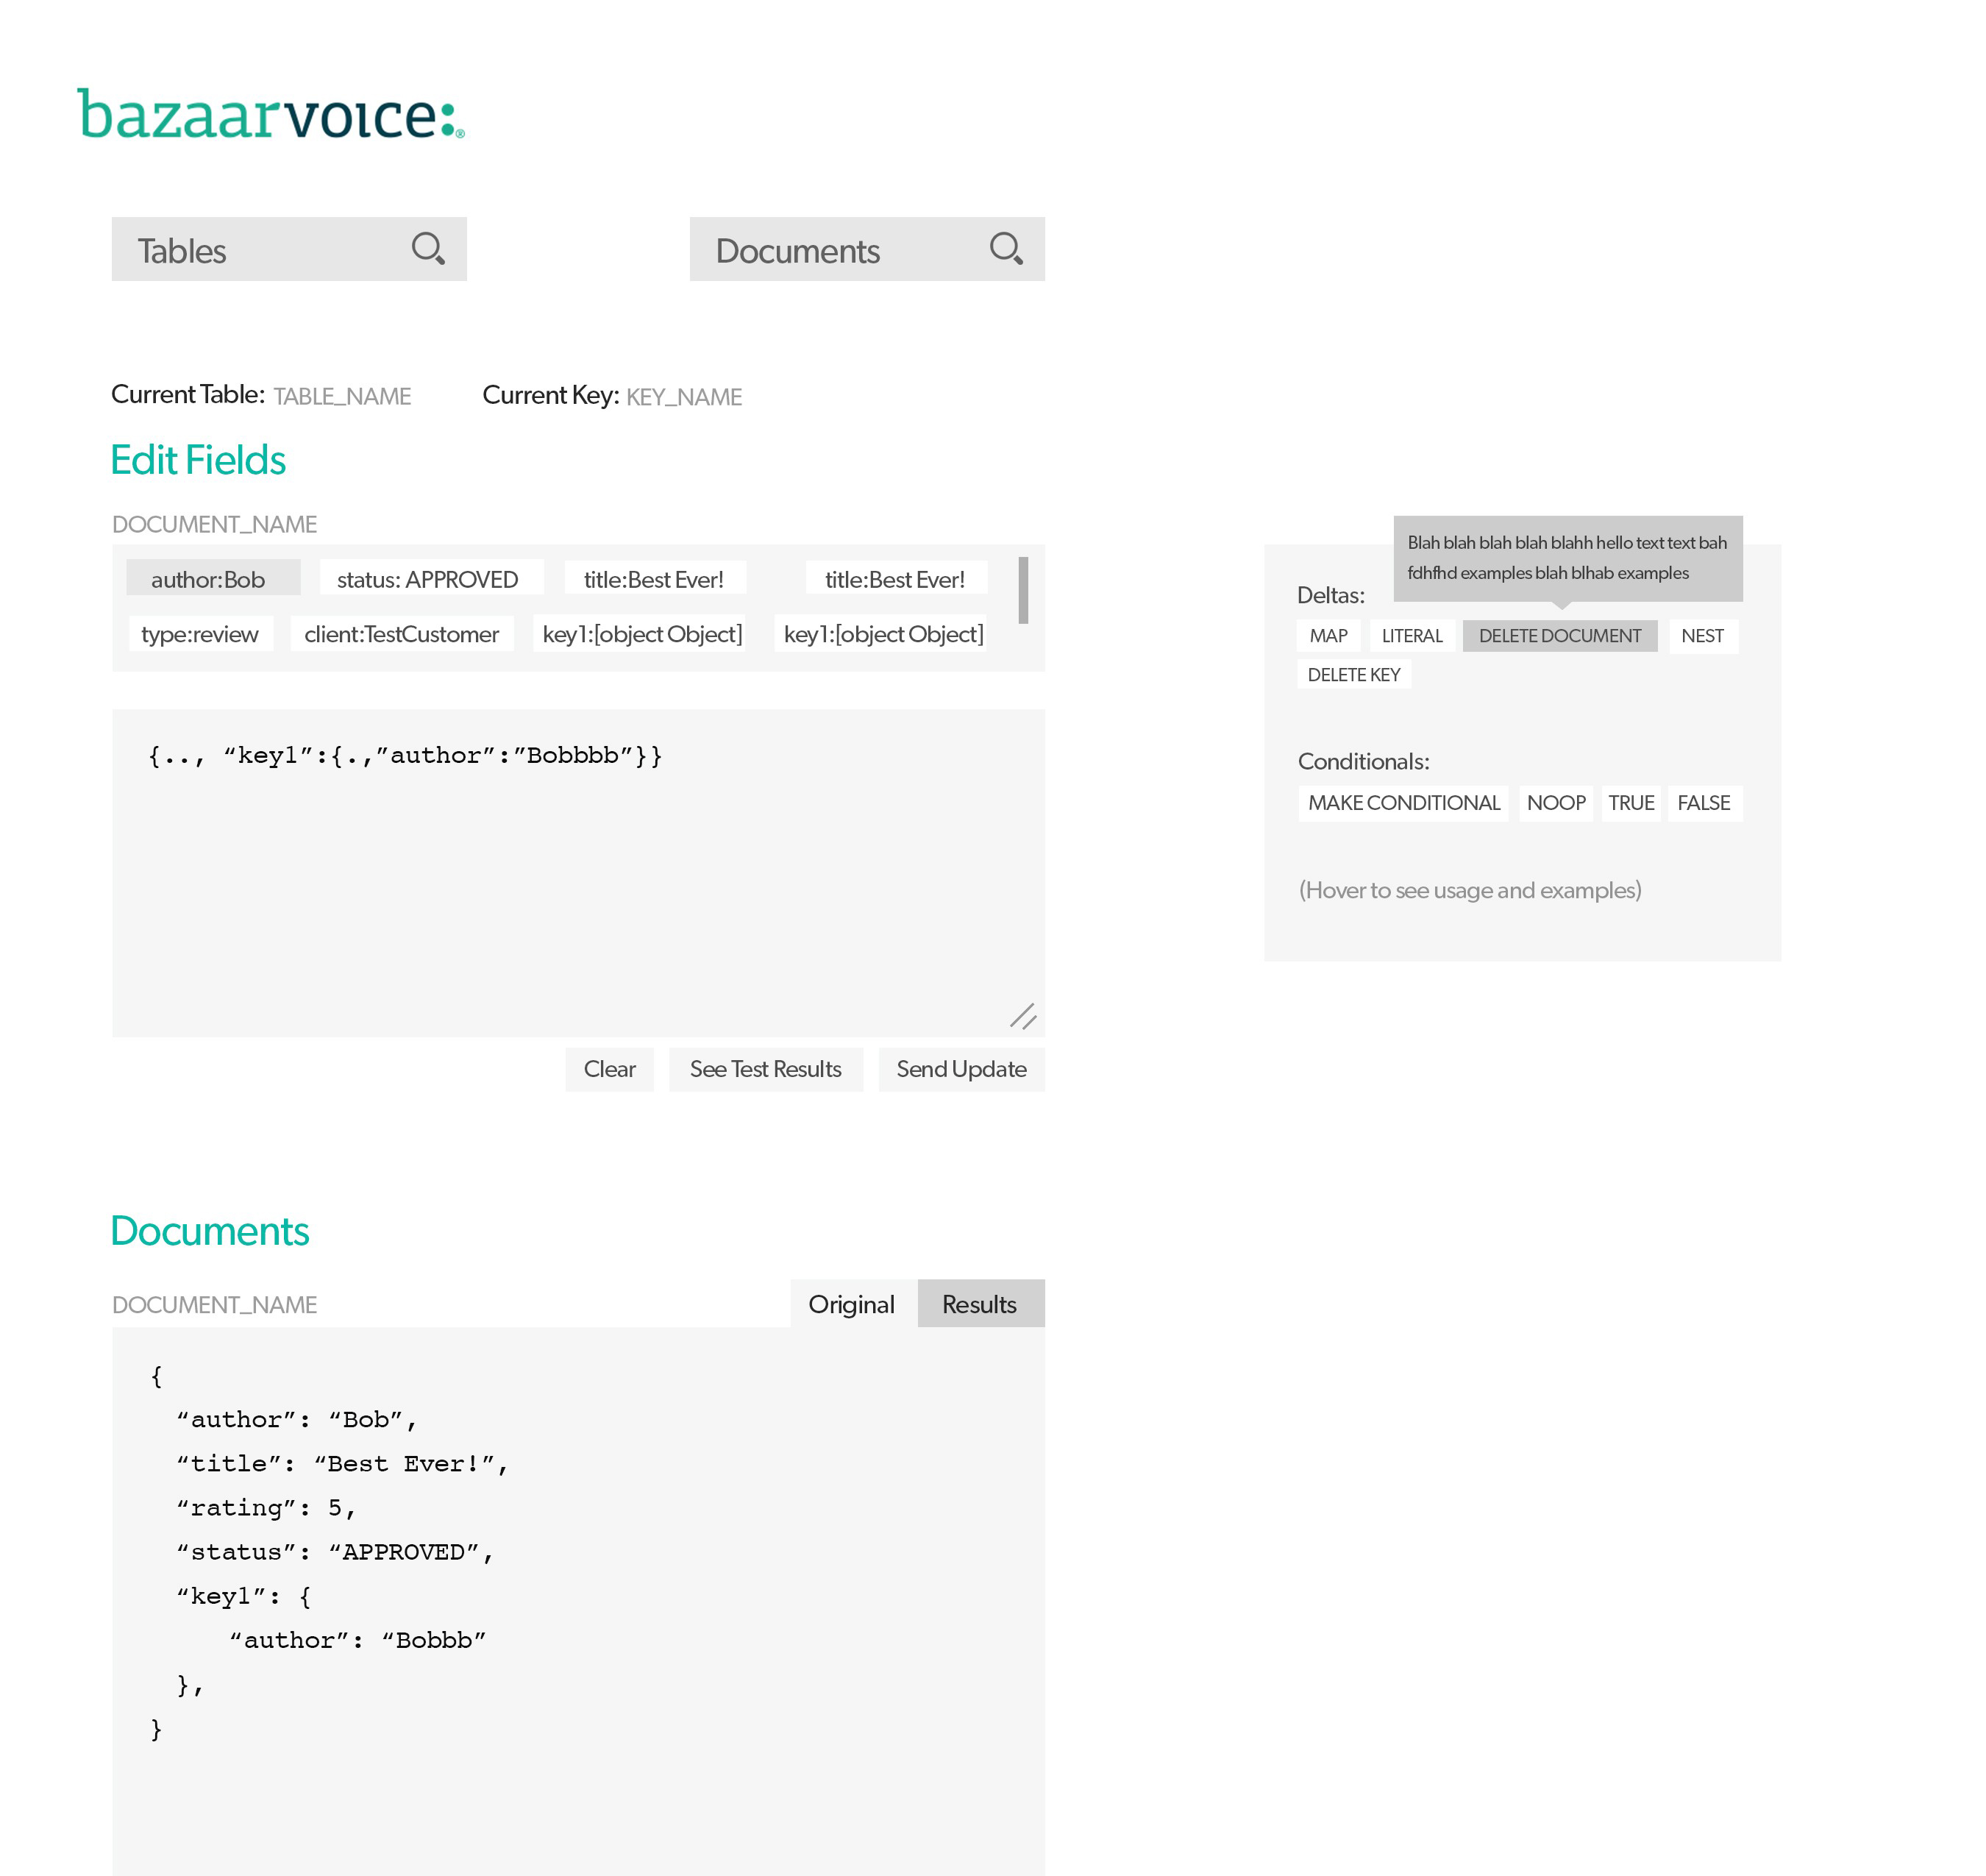 bazaarvoice:®
Tables
Documents
Current Table: TABLE_NAME
Current Key: KEY_NAME
Edit Fields
DOCUMENT_NAME
author:Bob
status: APPROVED
title:Best Ever!
title:Best Ever!
type:review
client:TestCustomer
key1:[object Object]
key1:[object Object]
{.., “key1”:{.,”author”:”Bobbbb”}}
Clear
See Test Results
Send Update
Blah blah blah blah blahh hello text text bah
fdhfhd examples blah blhab examples
Deltas:
MAP
LITERAL
DELETE DOCUMENT
NEST
DELETE KEY
Conditionals:
MAKE CONDITIONAL
NOOP
TRUE
FALSE
(Hover to see usage and examples)
Documents
DOCUMENT_NAME
Original
Results
{
“author”: “Bob”,
“title”: “Best Ever!”,
“rating”: 5,
“status”: “APPROVED”,
“key1”: {
“author”: “Bobbb”
},
}